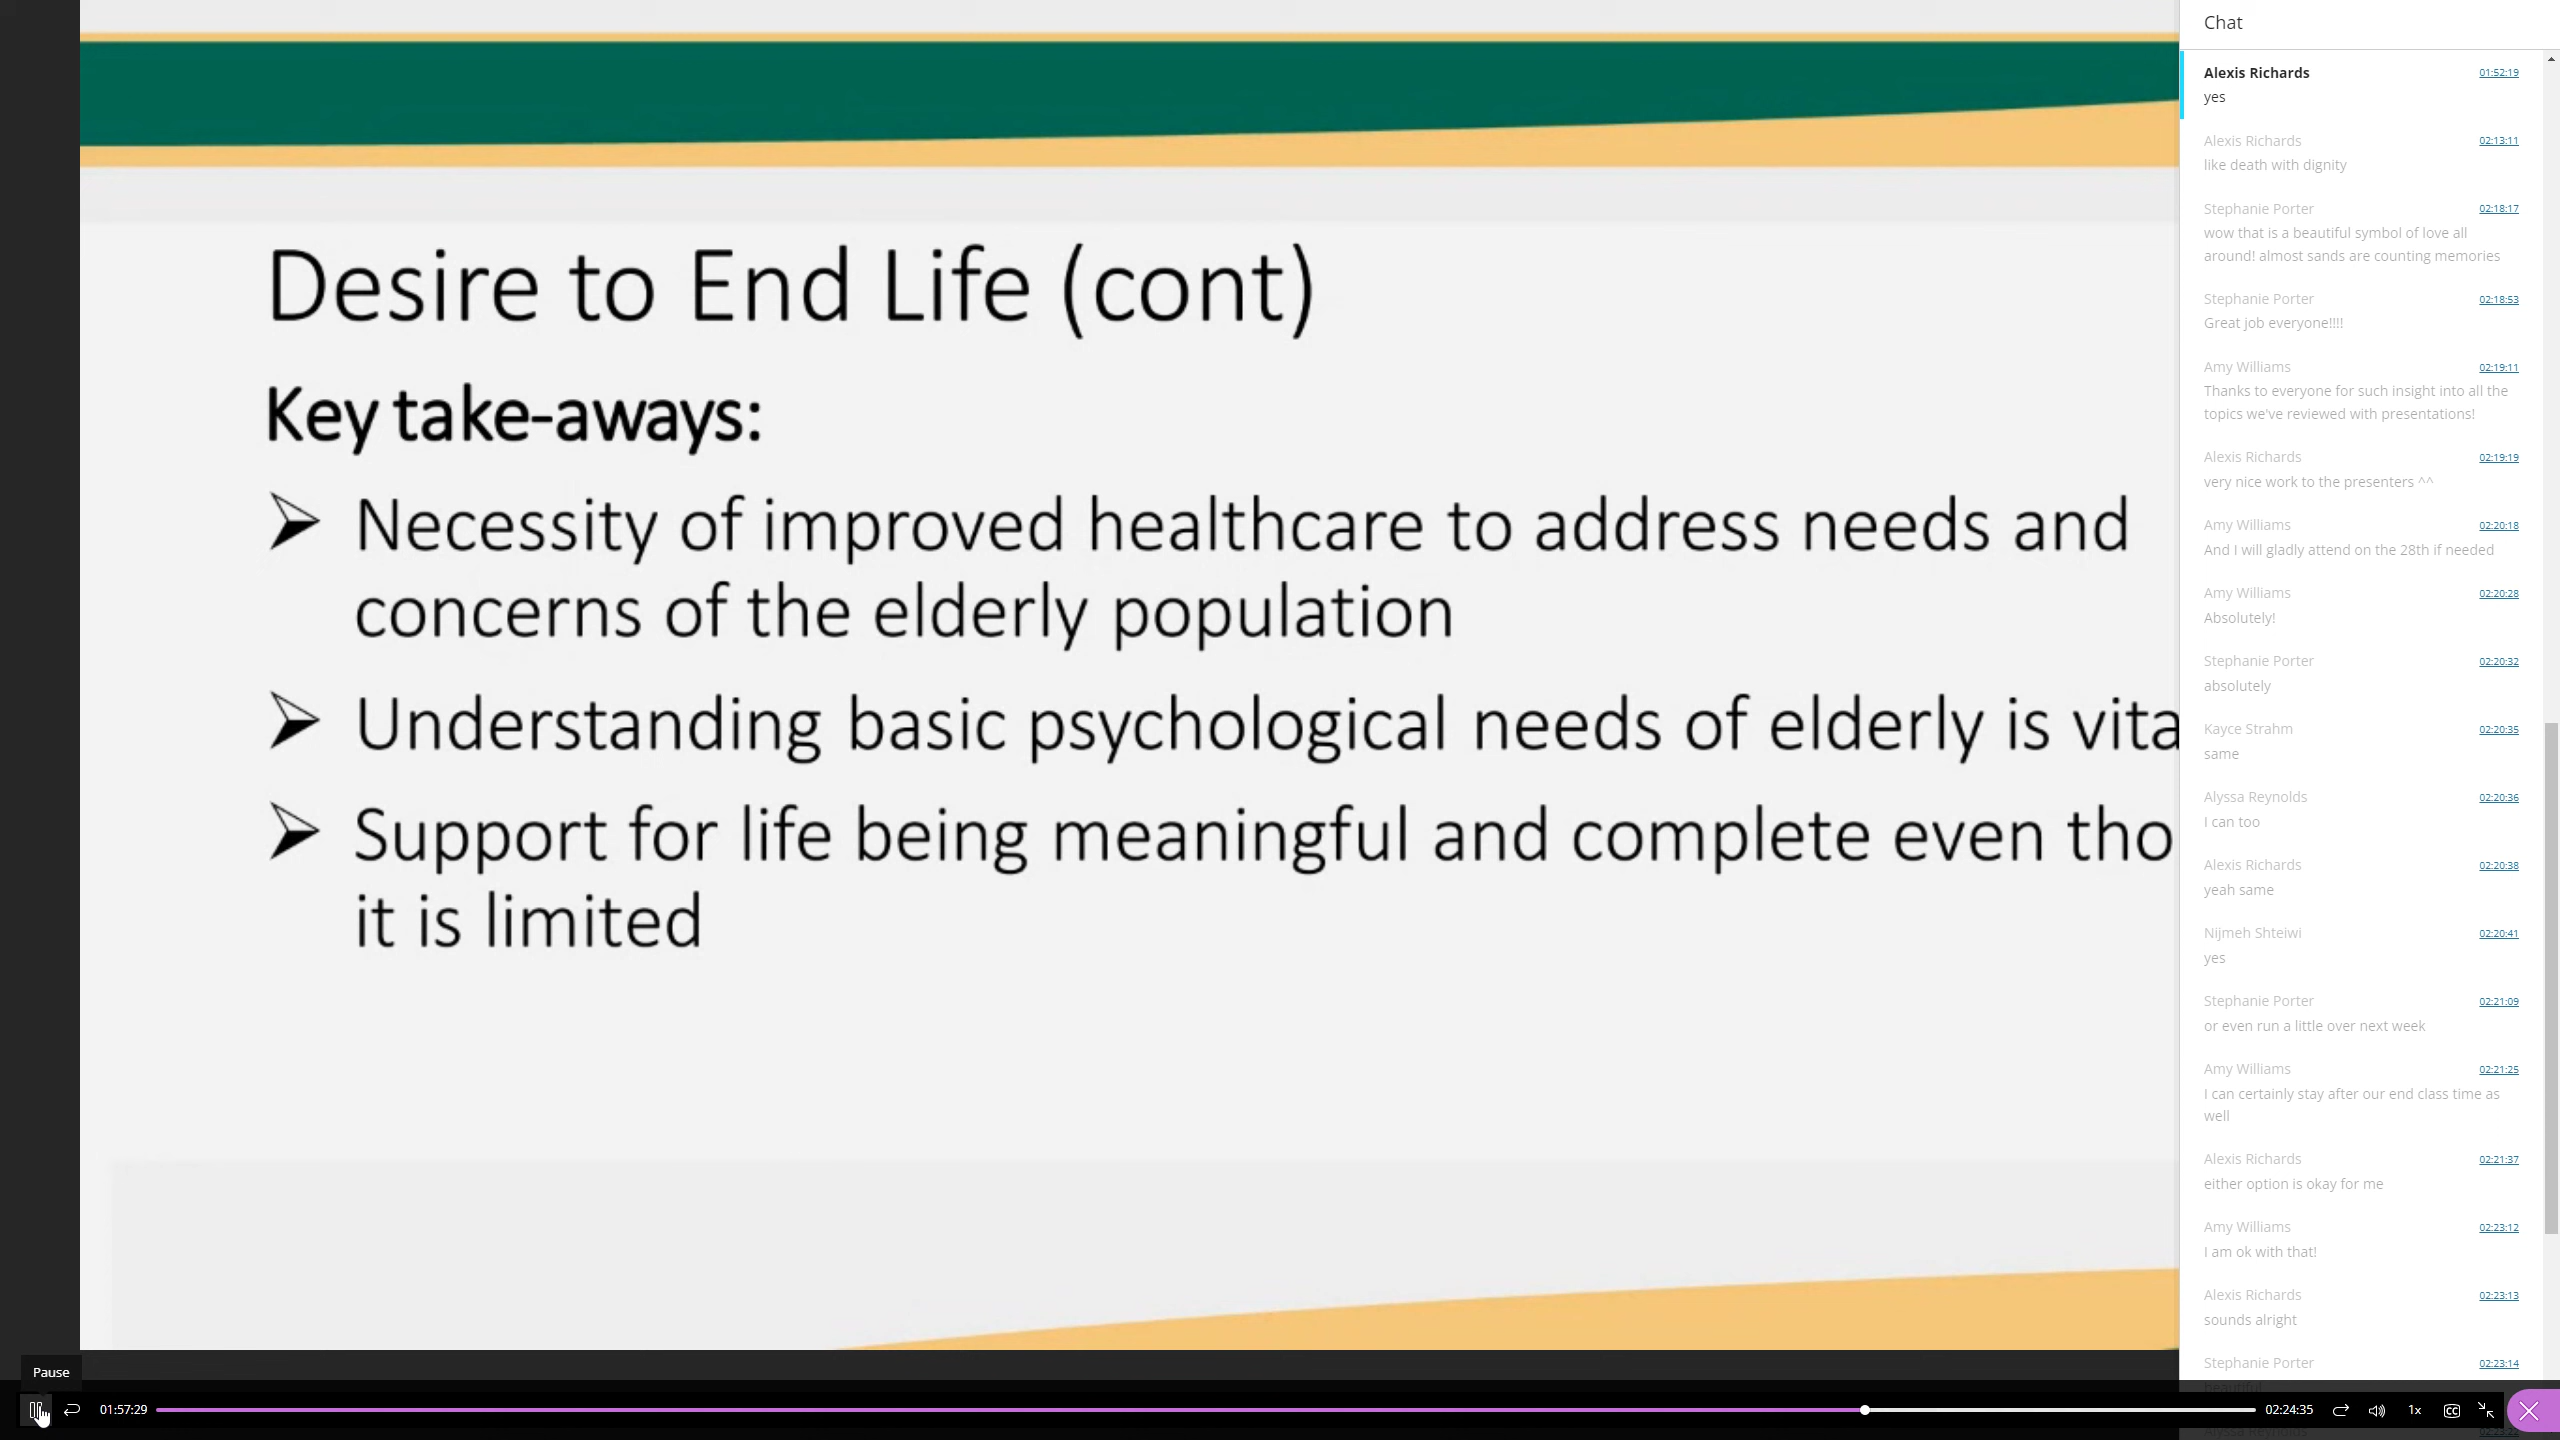 Desire to End Life (cont)
Key take-aways:
Necessity of improved healthcare to address needs and
concerns of the elderly population
Understanding basic psychological needs of elderly is vita
Support for life being meaningful and complete even tho
it is limited
Chat
Alexis Richards 01:52:19
yes
Alexis Richards 02:13:11
like death with dignity
Stephanie Porter 02:18:17
wow that is a beautiful symbol of love all
around! almost sands are counting memories
Stephanie Porter 02:18:53
Great job everyone!!!!
Amy Williams 02:19:11
Thanks to everyone for such insight into all the
topics we've reviewed with presentations!
Alexis Richards 02:19:19
very nice work to the presenters ^^
Amy Williams 02:20:18
And I will gladly attend on the 28th if needed
Amy Williams 02:20:28
Absolutely!
Stephanie Porter 02:20:32
absolutely
Kayce Strahm 02:20:35
same
Alyssa Reynolds 02:20:36
I can too
Alexis Richards 02:20:38
yeah same
Nijmeh Shteiwi 02:20:41
yes
Stephanie Porter 02:21:09
or even run a little over next week
Amy Williams 02:21:25
I can certainly stay after our end class time as
well
Alexis Richards 02:21:37
either option is okay for me
Amy Williams 02:23:12
I am ok with that!
Alexis Richards 02:23:13
sounds alright
Stephanie Porter 02:23:14
Pause
01:57:29 02:24:35 1x CC